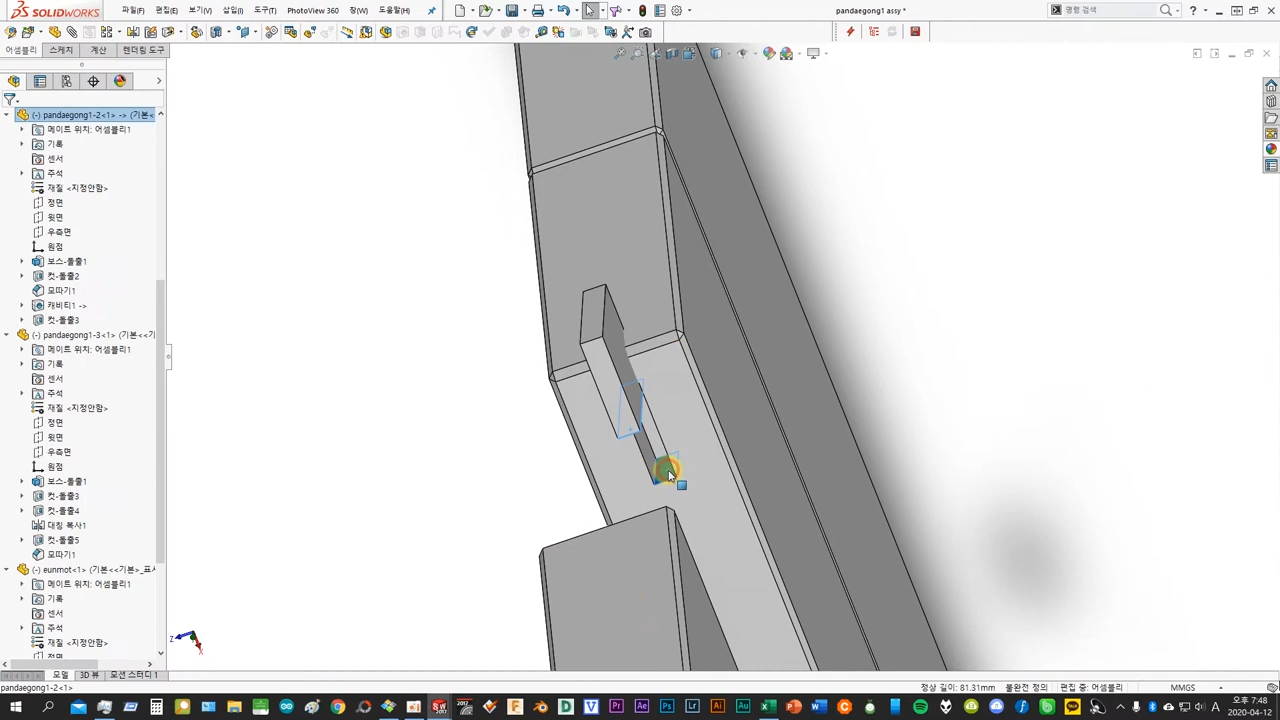 SOLIDWORKS 파일(F) 편집(E) 보기(V) 삽입(I) 도구(T) PhotoView 360 창(W) 도움말(H) pandaegong1 assy * 명령 검색
어셈블리 스케치 계산 렌더링 도구
(-) pandaegong1-2<1> -> (기본<
메이트 위치: 어셈블리1
기록
센서
주석
재질 <지정안함>
정면
윗면
우측면
원점
보스-돌출1
컷-돌출2
모따기1
캐비티1 ->
컷-돌출3
(-) pandaegong1-3<1> (기본<<기
메이트 위치: 어셈블리1
기록
센서
주석
재질 <지정안함>
정면
윗면
우측면
원점
보스-돌출1
컷-돌출3
컷-돌출4
대칭 복사1
컷-돌출5
모따기1
(-) eunmot<1> (기본<<기본>_표시
메이트 위치: 어셈블리1
기록
센서
주석
재질 <지정안함>
정면
모델 3D 뷰 모션 스터디 1
pandaegong1-2<1> 정상 길이: 81.31mm 불완전 정의 편집 중: 어셈블리 MMGS
오후 7:48
2020-04-12